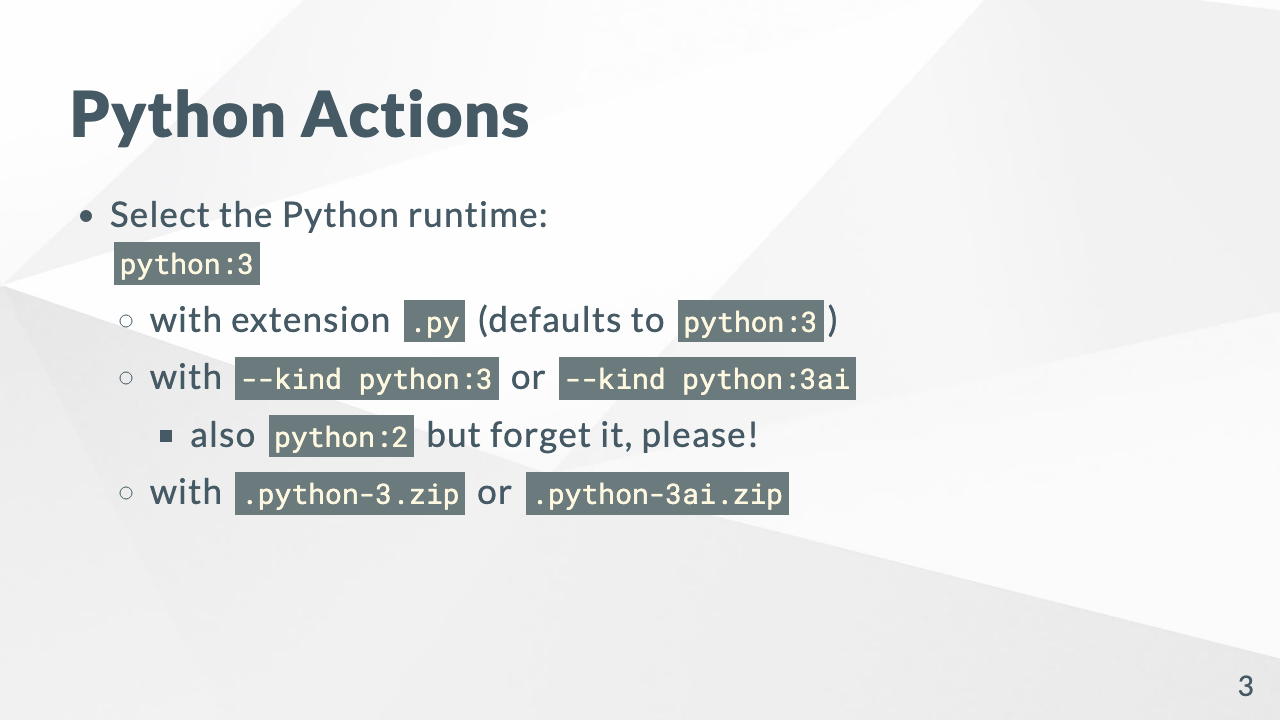 Python Actions
Select the Python runtime:
python:3
with extension .py (defaults to python:3)
with --kind python:3 or --kind python:3ai
also python:2 but forget it, please!
with .python-3.zip or .python-3ai.zip
3